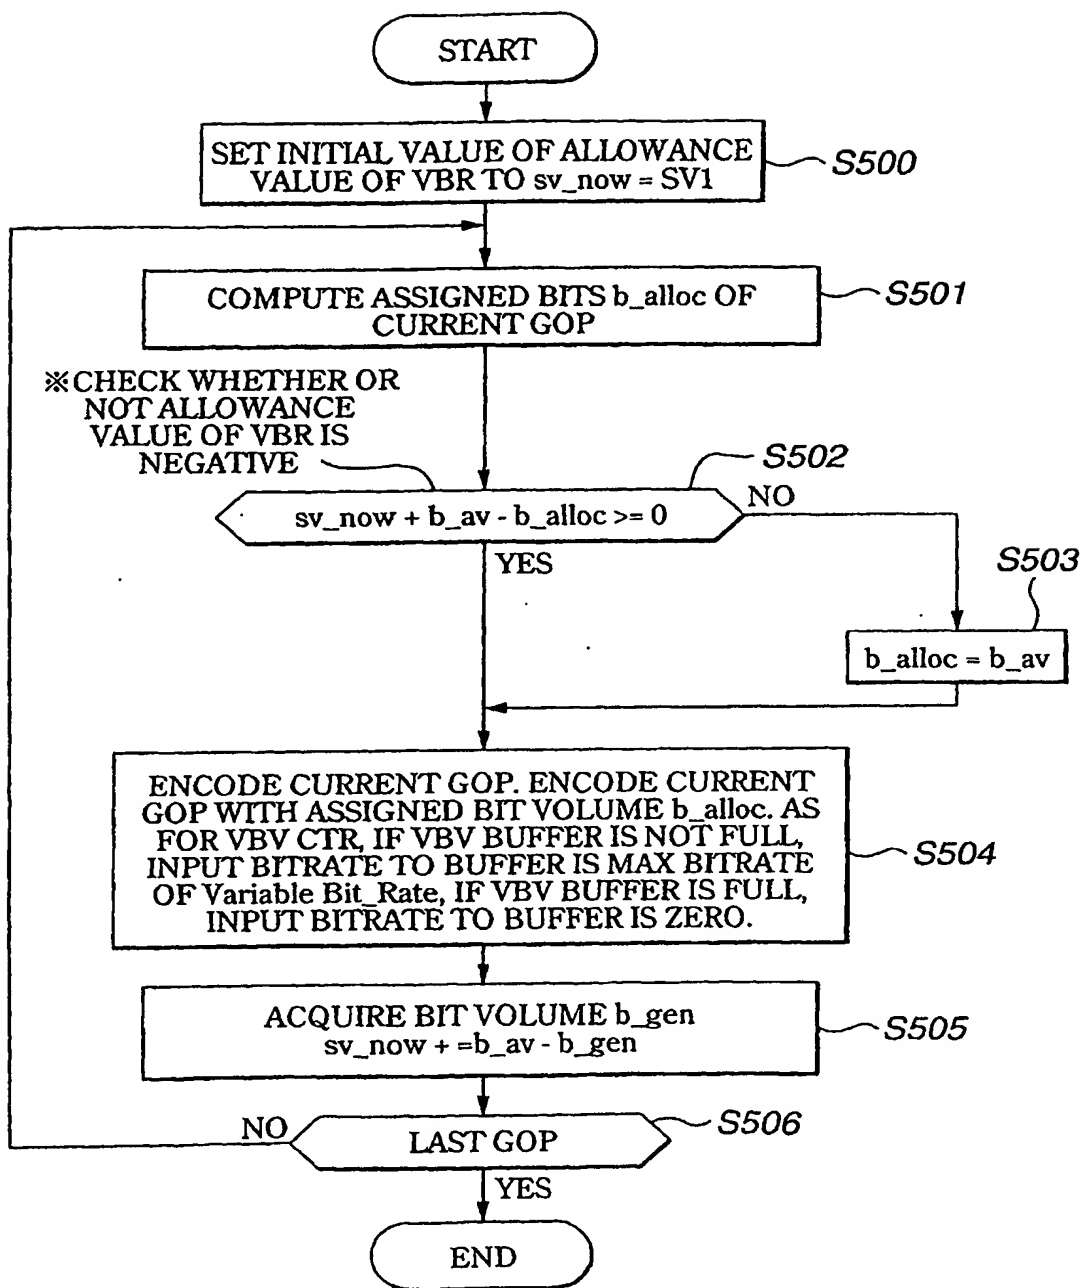 START
SET INITIAL VALUE OF ALLOWANCE
VALUE OF VBR TO sv_now = SV1
S500
COMPUTE ASSIGNED BITS b_alloc OF
CURRENT GOP
S501
※CHECK WHETHER OR
NOT ALLOWANCE
VALUE OF VBR IS
NEGATIVE
S502
sv_now + b_av - b_alloc >= 0
NO
YES
S503
b_alloc = b_av
ENCODE CURRENT GOP. ENCODE CURRENT
GOP WITH ASSIGNED BIT VOLUME b_alloc. AS
FOR VBV CTR, IF VBV BUFFER IS NOT FULL,
INPUT BITRATE TO BUFFER IS MAX BITRATE
OF Variable Bit_Rate, IF VBV BUFFER IS FULL,
INPUT BITRATE TO BUFFER IS ZERO.
S504
ACQUIRE BIT VOLUME b_gen
sv_now + =b_av - b_gen
S505
NO
LAST GOP
S506
YES
END